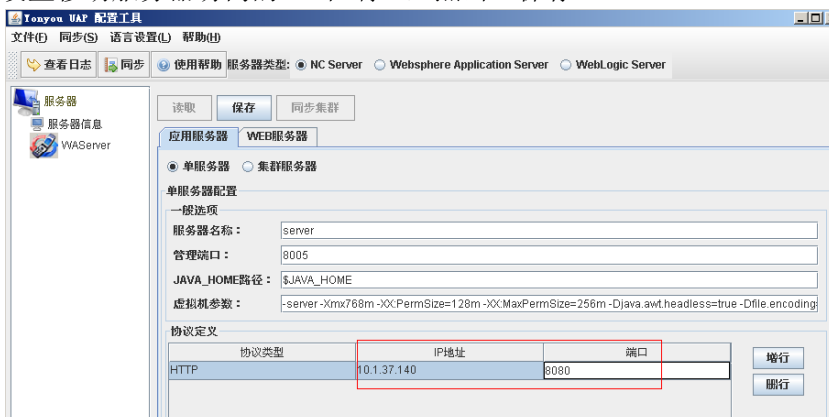 Yonyou UAP 配置工具
文件(F) 同步(S) 语言设置(L) 帮助(H)
查看日志 同步 使用帮助 服务器类型: NC Server Websphere Application Server WebLogic Server
服务器
服务器信息
WAServer
读取 保存 同步集群
应用服务器 WEB服务器
单服务器 集群服务器
单服务器配置
一般选项
服务器名称： server
管理端口： 8005
JAVA_HOME路径： $JAVA_HOME
虚拟机参数： -server -Xmx768m -XX:PermSize=128m -XX:MaxPermSize=256m -Djava.awt.headless=true -Dfile.encoding
协议定义
协议类型 IP地址 端口
HTTP 10.1.37.140 8080
增行
删行